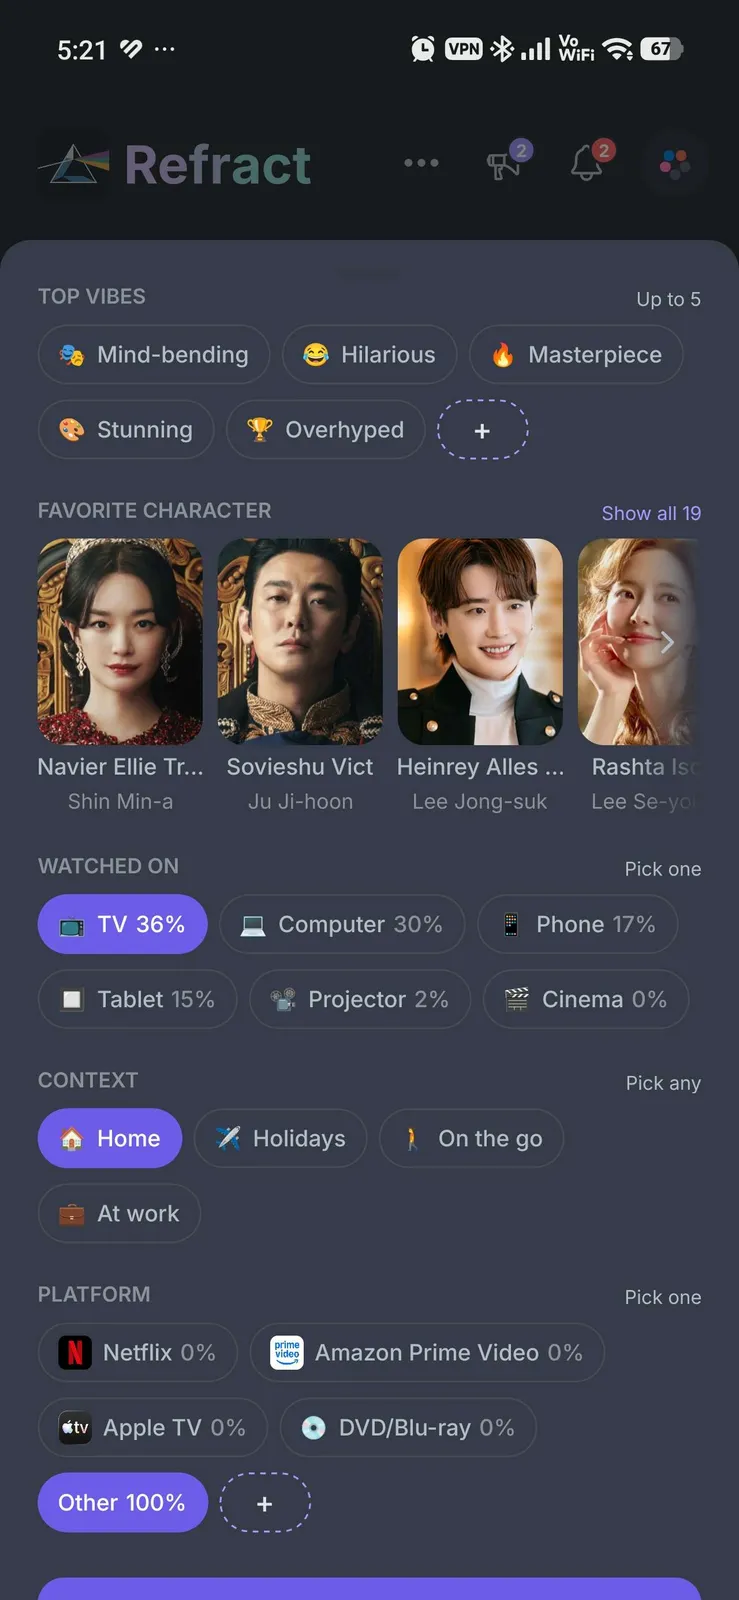 5:21 ... VPN Vo WiFi 67
Refract ... 2 2
TOP VIBES Up to 5
Mind-bending Hilarious Masterpiece
Stunning Overhyped +
FAVORITE CHARACTER Show all 19
Navier Ellie Tr... Sovieshu Vict Heinrey Alles ... Rashta
Shin Min-a Ju Ji-hoon Lee Jong-suk Lee
WATCHED ON Pick one
TV 36% Computer 30% Phone 17%
Tablet 15% Projector 2% Cinema 0%
CONTEXT Pick any
Home Holidays On the go
At work
PLATFORM Pick one
N Netflix 0% prime video Amazon Prime Video 0%
tv Apple TV 0% DVD/Blu-ray 0%
Other 100% +